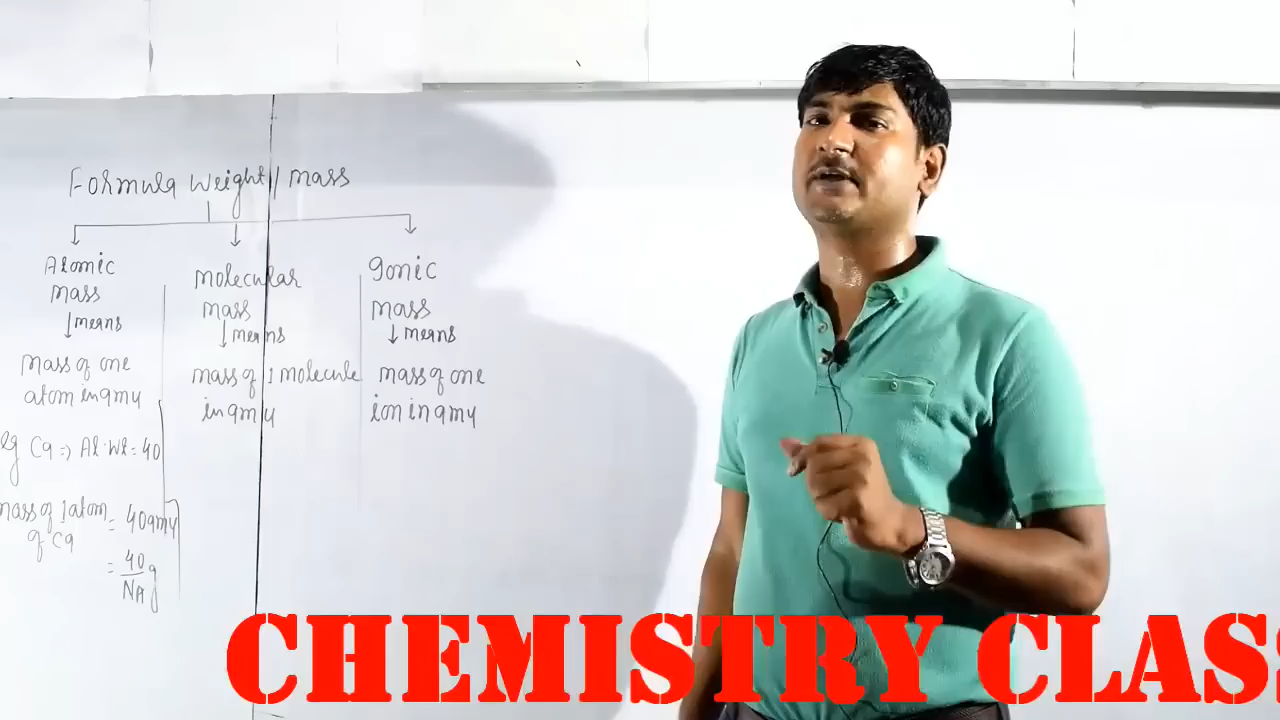 Formula weight / mass
Atomic
mass
↓ means
mass of one
atom in amu
eg Ca => At.Wt = 40
mass of 1 atom
of Ca
= 40 amu
= 40/NA g
molecular
mass
↓ means
mass of 1 molecule
in amu
Ionic
mass
↓ means
mass of one
ion in amu
CHEMISTRY CLAS